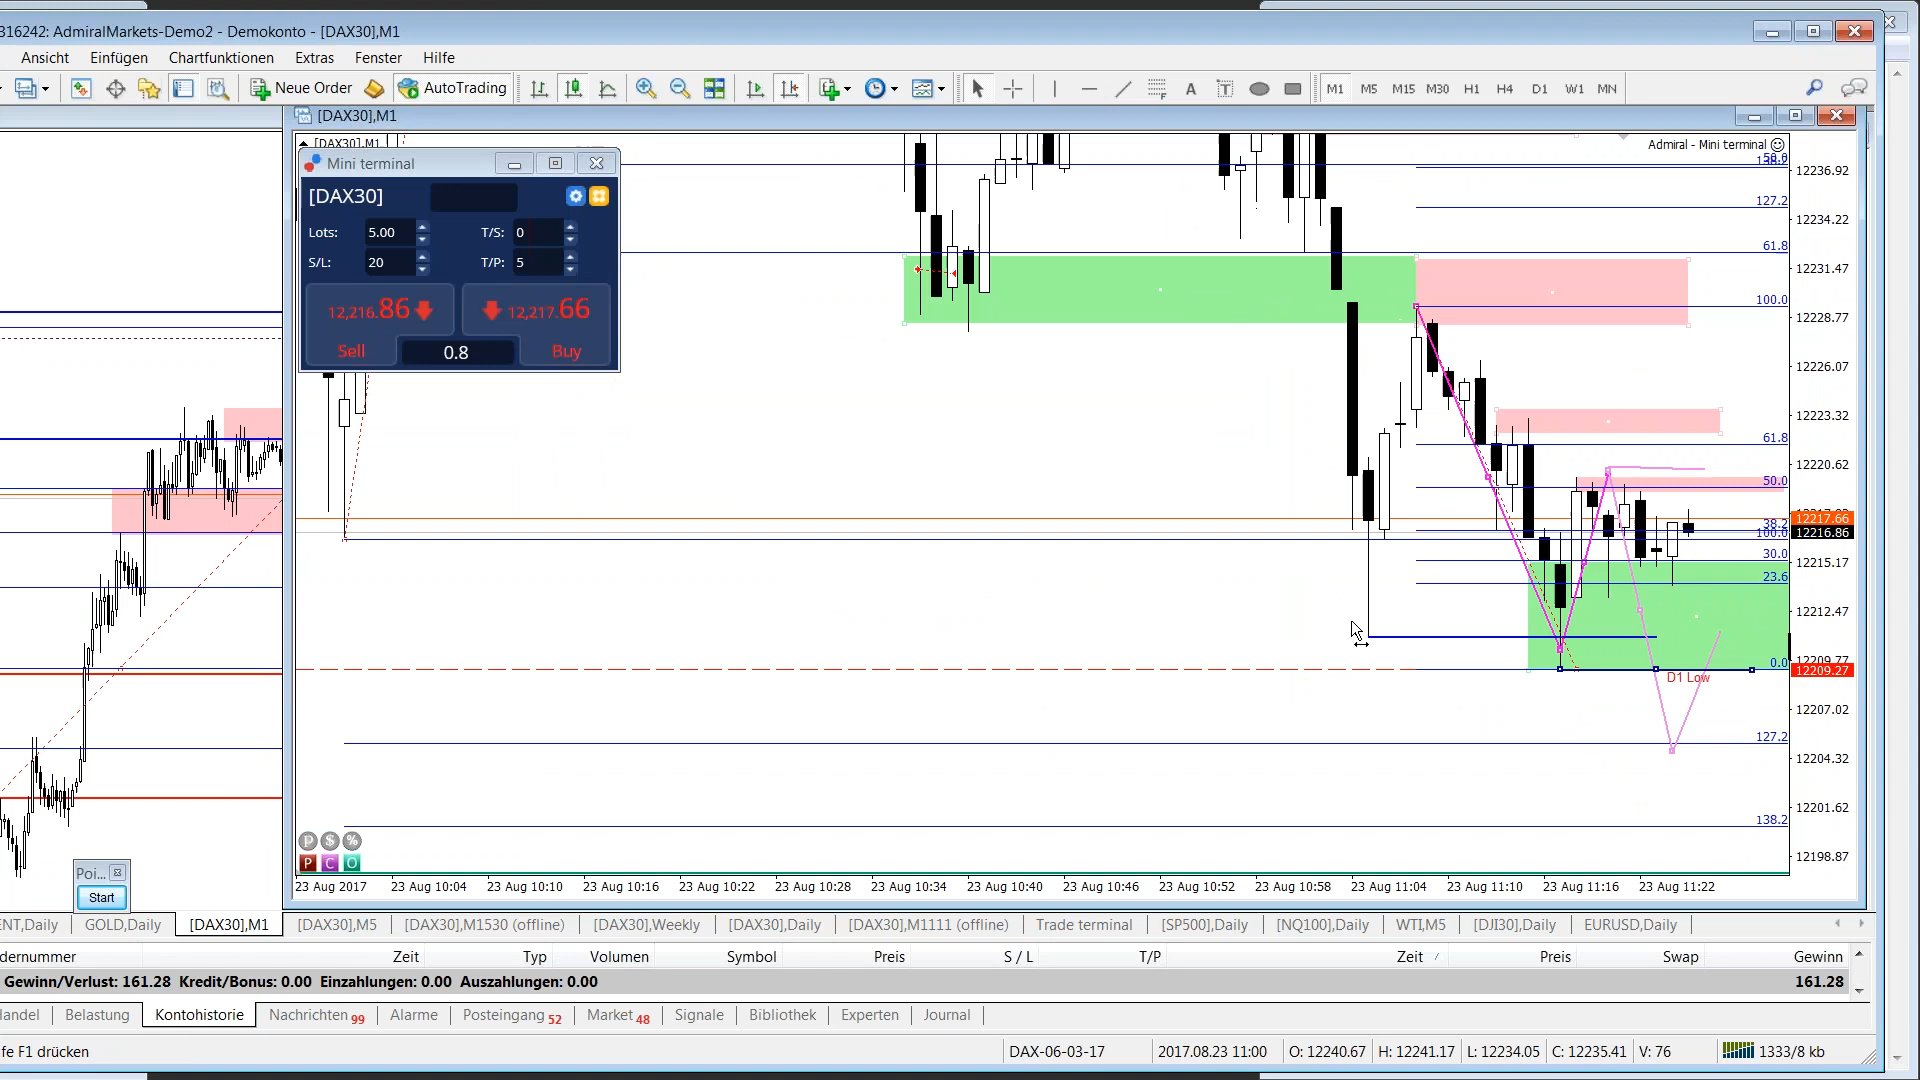 316242: AdmiralMarkets-Demo2 - Demokonto - [DAX30],M1
Ansicht Einfügen Chartfunktionen Extras Fenster Hilfe
Neue Order AutoTrading A T M1 M5 M15 M30 H1 H4 D1 W1 MN
[DAX30],M1
[DAX30],M1
Admiral - Mini terminal
Mini terminal
[DAX30]
Lots: 5.00 T/S: 0
S/L: 20 T/P: 5
12,216.86 12,217.66
Sell 0.8 Buy
127.2
61.8
100.0
61.8
50.0
38.2
100.0
30.0
23.6
0.0
D1 Low
127.2
138.2
12236.92
12234.22
12231.47
12228.77
12226.07
12223.32
12220.62
12217.66
12216.86
12215.17
12212.47
12209.77
12209.27
12207.02
12204.32
12201.62
12198.87
P $ %
P C O
23 Aug 2017 23 Aug 10:04 23 Aug 10:10 23 Aug 10:16 23 Aug 10:22 23 Aug 10:28 23 Aug 10:34 23 Aug 10:40 23 Aug 10:46 23 Aug 10:52 23 Aug 10:58 23 Aug 11:04 23 Aug 11:10 23 Aug 11:16 23 Aug 11:22
Poi...
Start
ENT,Daily GOLD,Daily [DAX30],M1 [DAX30],M5 [DAX30],M1530 (offline) [DAX30],Weekly [DAX30],Daily [DAX30],M1111 (offline) Trade terminal [SP500],Daily [NQ100],Daily WTI,M5 [DJI30],Daily EURUSD,Daily
dernummer Zeit Typ Volumen Symbol Preis S / L T/P Zeit Preis Swap Gewinn
Gewinn/Verlust: 161.28 Kredit/Bonus: 0.00 Einzahlungen: 0.00 Auszahlungen: 0.00 161.28
Handel Belastung Kontohistorie Nachrichten 99 Alarme Posteingang 52 Market 48 Signale Bibliothek Experten Journal
fe F1 drücken DAX-06-03-17 2017.08.23 11:00 O: 12240.67 H: 12241.17 L: 12234.05 C: 12235.41 V: 76 1333/8 kb